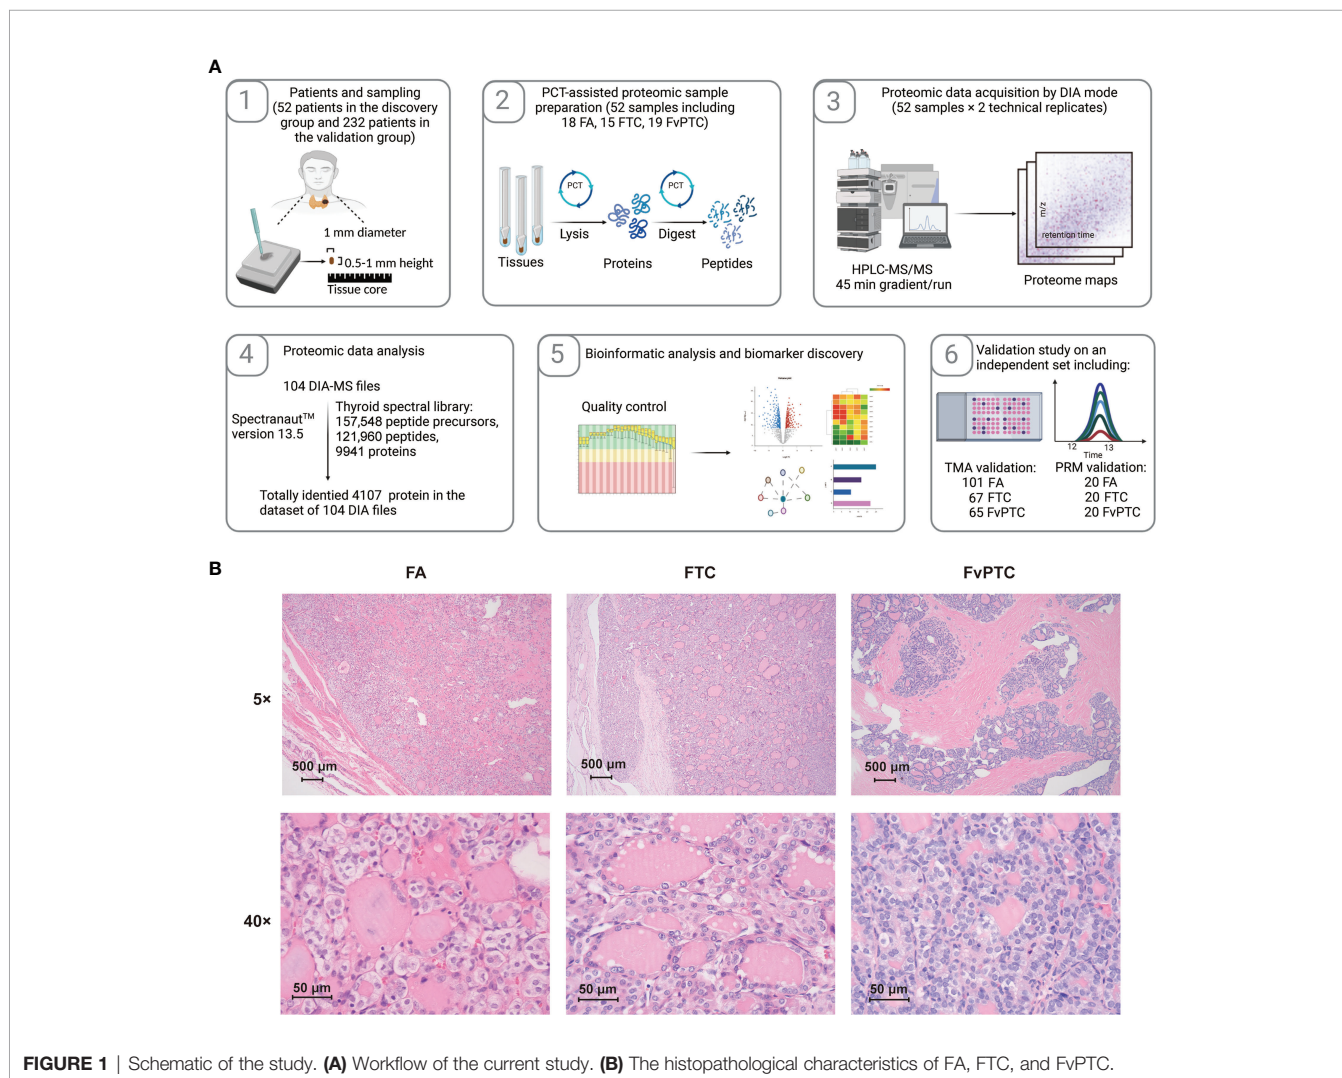 A
1
Patients and sampling
(52 patients in the discovery
group and 232 patients in
the validation group)
1 mm diameter
0.5-1 mm height
Tissue core
2
PCT-assisted proteomic sample
preparation (52 samples including
18 FA, 15 FTC, 19 FvPTC)
PCT
PCT
Lysis
Digest
Tissues
Proteins
Peptides
3
Proteomic data acquisition by DIA mode
(52 samples × 2 technical replicates)
m/z
retention time
HPLC-MS/MS
45 min gradient/run
Proteome maps
4
Proteomic data analysis
104 DIA-MS files
Spectranaut™
version 13.5
Thyroid spectral library:
157,548 peptide precursors,
121,960 peptides,
9941 proteins
Totally identied 4107 protein in the
dataset of 104 DIA files
5
Bioinformatic analysis and biomarker discovery
Quality control
6
Validation study on an
independent set including:
12
13
Time
TMA validation:
101 FA
67 FTC
65 FvPTC
PRM validation:
20 FA
20 FTC
20 FvPTC
B
FA
FTC
FvPTC
5×
500 µm
500 µm
500 µm
40×
50 µm
50 µm
50 µm
FIGURE 1 | Schematic of the study. (A) Workflow of the current study. (B) The histopathological characteristics of FA, FTC, and FvPTC.